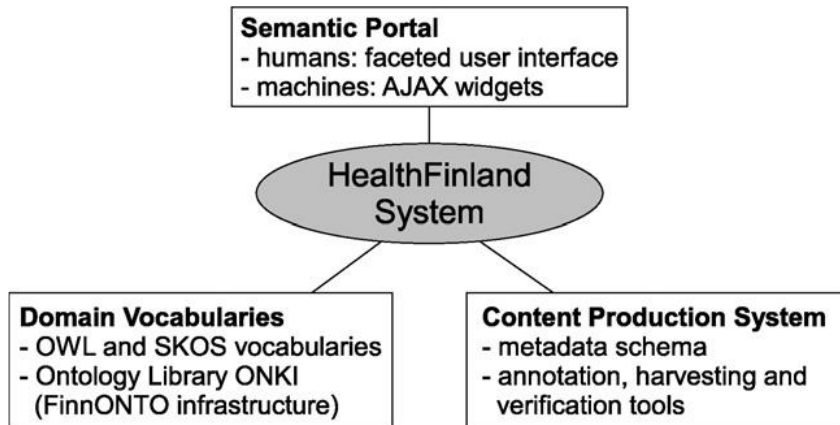 Semantic Portal
- humans: faceted user interface
- machines: AJAX widgets
HealthFinland
System
Domain Vocabularies
- OWL and SKOS vocabularies
- Ontology Library ONKI
(FinnONTO infrastructure)
Content Production System
- metadata schema
- annotation, harvesting and
verification tools